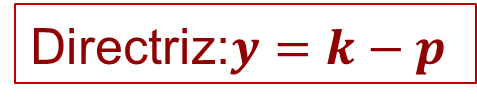 Directriz:y = k − p